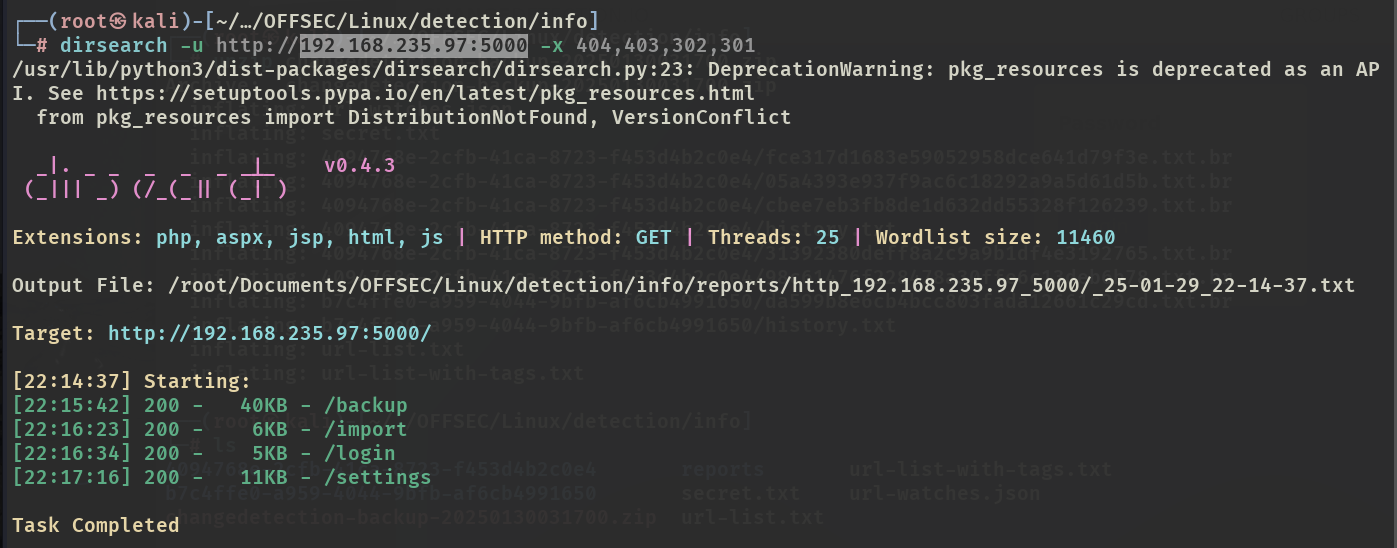 ┌──(root㉿kali)-[~/…/OFFSEC/Linux/detection/info]
└─# dirsearch -u http://192.168.235.97:5000 -x 404,403,302,301
/usr/lib/python3/dist-packages/dirsearch/dirsearch.py:23: DeprecationWarning: pkg_resources is deprecated as an AP
I. See https://setuptools.pypa.io/en/latest/pkg_resources.html
  from pkg_resources import DistributionNotFound, VersionConflict
v0.4.3
Extensions: php, aspx, jsp, html, js | HTTP method: GET | Threads: 25 | Wordlist size: 11460
Output File: /root/Documents/OFFSEC/Linux/detection/info/reports/http_192.168.235.97_5000/_25-01-29_22-14-37.txt
Target: http://192.168.235.97:5000/
[22:14:37] Starting:
[22:15:42] 200 -   40KB - /backup
[22:16:23] 200 -    6KB - /import
[22:16:34] 200 -    5KB - /login
[22:17:16] 200 -   11KB - /settings
Task Completed